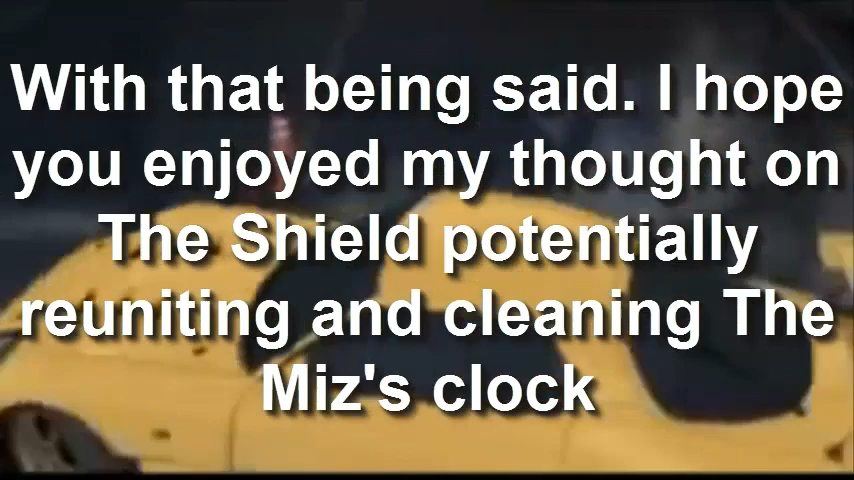 With that being said. I hope
you enjoyed my thought on
The Shield potentially
reuniting and cleaning The
Miz's clock